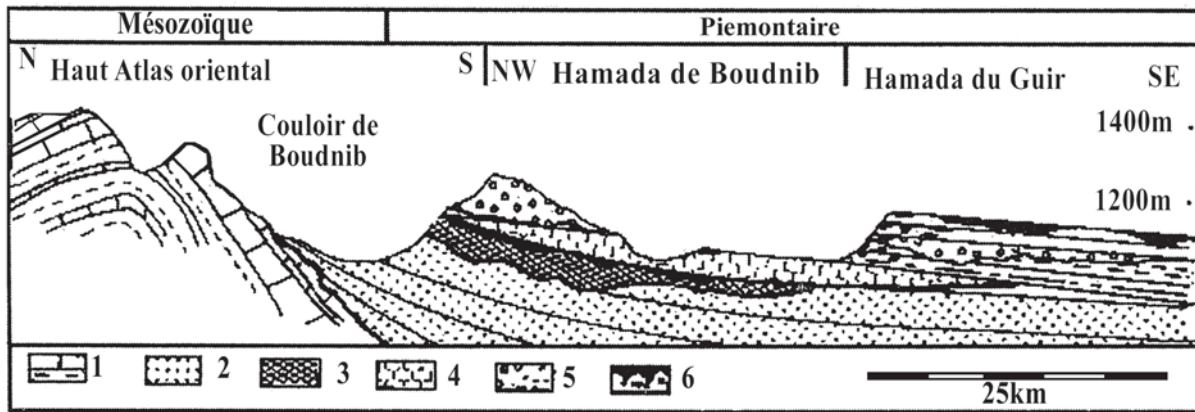 Mésozoïque Piemontaire
N Haut Atlas oriental S NW Hamada de Boudnib Hamada du Guir SE
Couloir de
Boudnib
1400m
1200m
1 2 3 4 5 6
25km